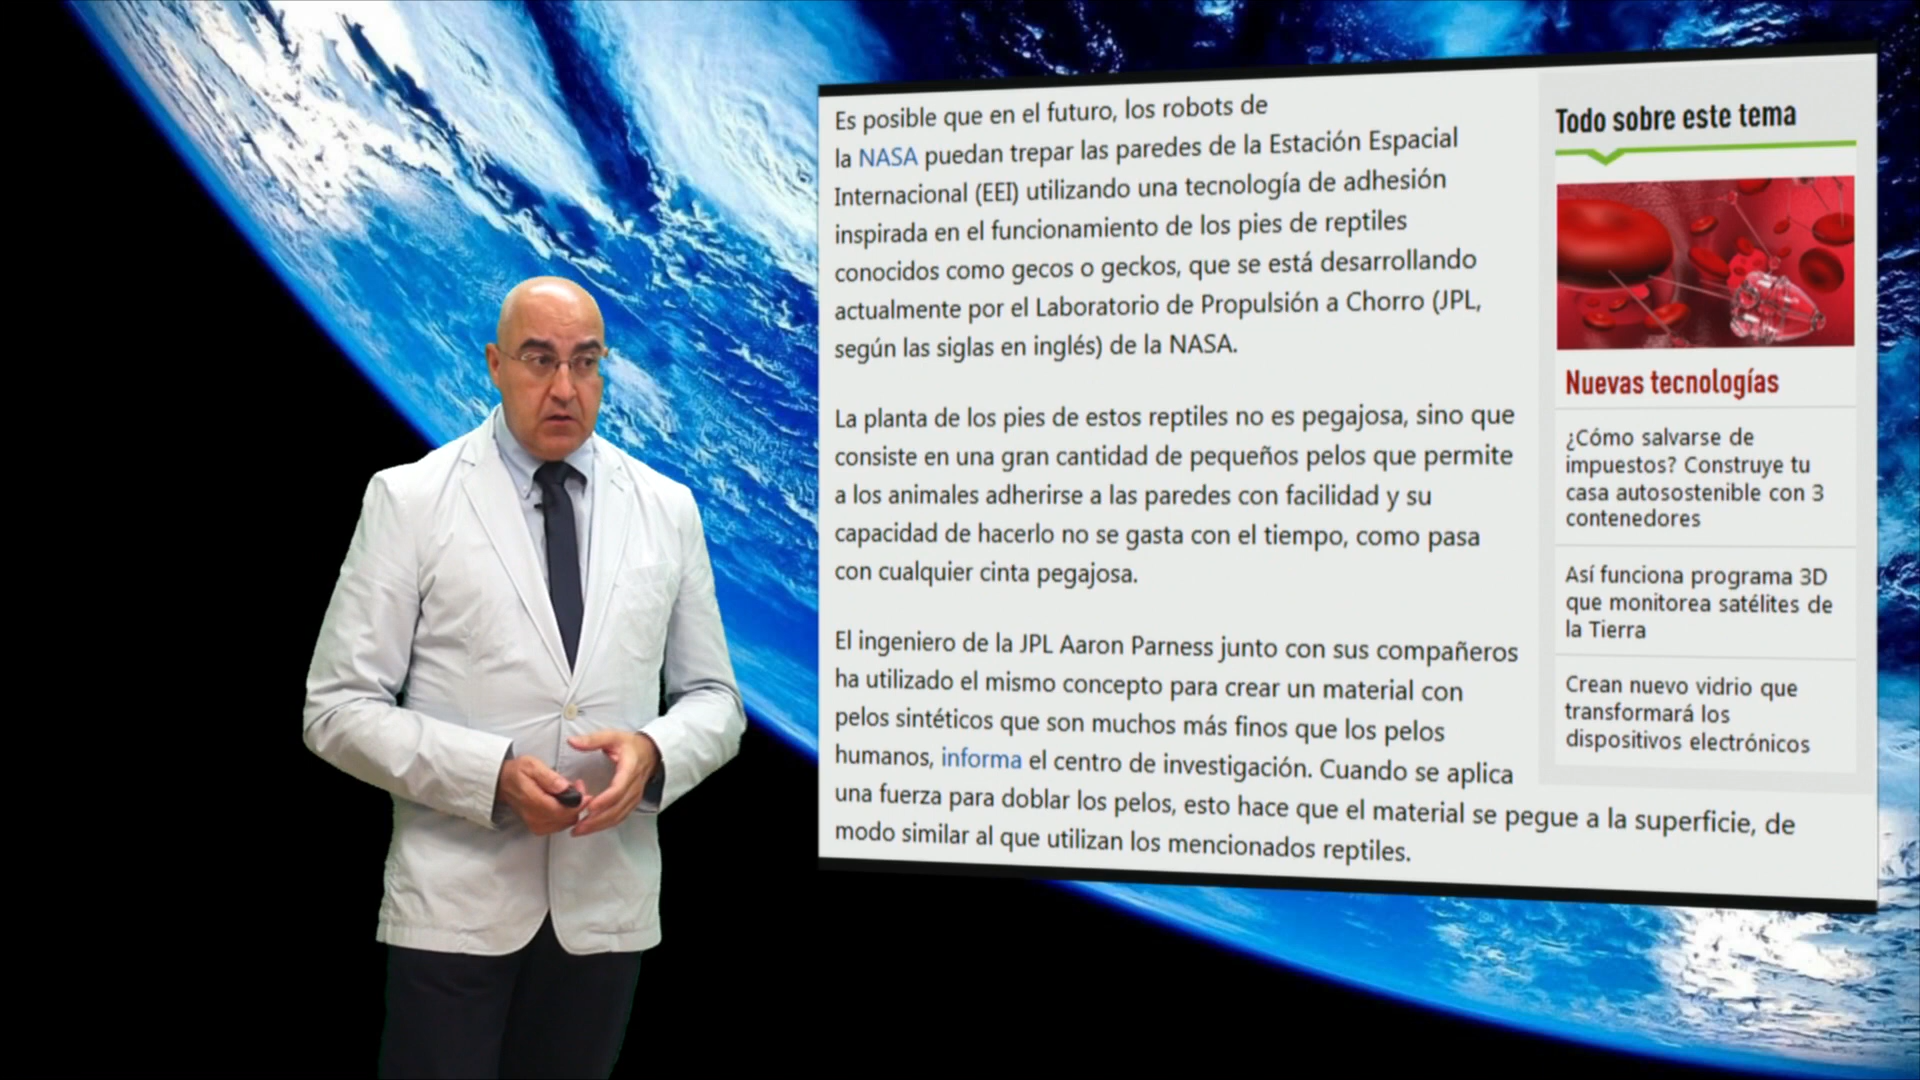 Es posible que en el futuro, los robots de
la NASA puedan trepar las paredes de la Estación Espacial
Internacional (EEI) utilizando una tecnología de adhesión
inspirada en el funcionamiento de los pies de reptiles
conocidos como gecos o geckos, que se está desarrollando
actualmente por el Laboratorio de Propulsión a Chorro (JPL,
según las siglas en inglés) de la NASA.
La planta de los pies de estos reptiles no es pegajosa, sino que
consiste en una gran cantidad de pequeños pelos que permite
a los animales adherirse a las paredes con facilidad y su
capacidad de hacerlo no se gasta con el tiempo, como pasa
con cualquier cinta pegajosa.
El ingeniero de la JPL Aaron Parness junto con sus compañeros
ha utilizado el mismo concepto para crear un material con
pelos sintéticos que son muchos más finos que los pelos
humanos, informa el centro de investigación. Cuando se aplica
una fuerza para doblar los pelos, esto hace que el material se pegue a la superficie, de
modo similar al que utilizan los mencionados reptiles.
Todo sobre este tema
Nuevas tecnologías
¿Cómo salvarse de
impuestos? Construye tu
casa autosostenible con 3
contenedores
Así funciona programa 3D
que monitorea satélites de
la Tierra
Crean nuevo vidrio que
transformará los
dispositivos electrónicos